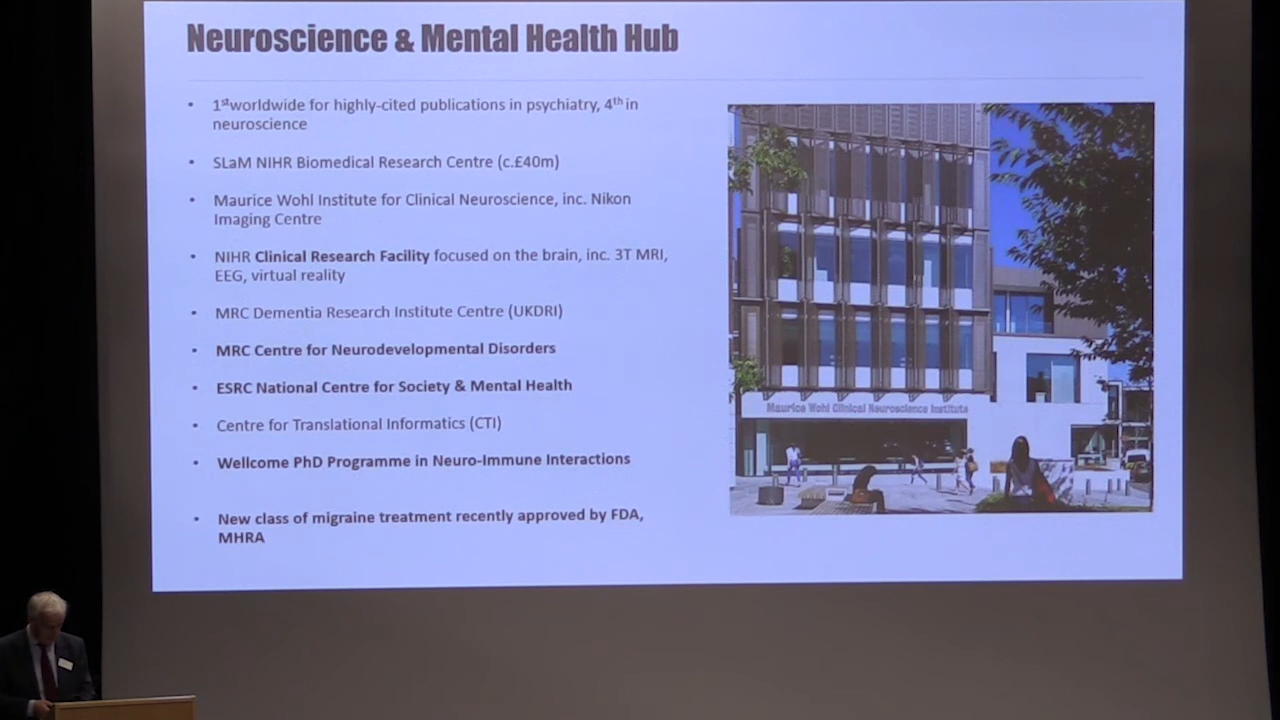 Neuroscience & Mental Health Hub
• 1st worldwide for highly-cited publications in psychiatry, 4th in
neuroscience
• SLaM NIHR Biomedical Research Centre (c.£40m)
• Maurice Wohl Institute for Clinical Neuroscience, inc. Nikon
Imaging Centre
• NIHR Clinical Research Facility focused on the brain, inc. 3T MRI,
EEG, virtual reality
• MRC Dementia Research Institute Centre (UKDRI)
• MRC Centre for Neurodevelopmental Disorders
• ESRC National Centre for Society & Mental Health
• Centre for Translational Informatics (CTI)
• Wellcome PhD Programme in Neuro-Immune Interactions
• New class of migraine treatment recently approved by FDA,
MHRA
Maurice Wohl Clinical Neuroscience Institute